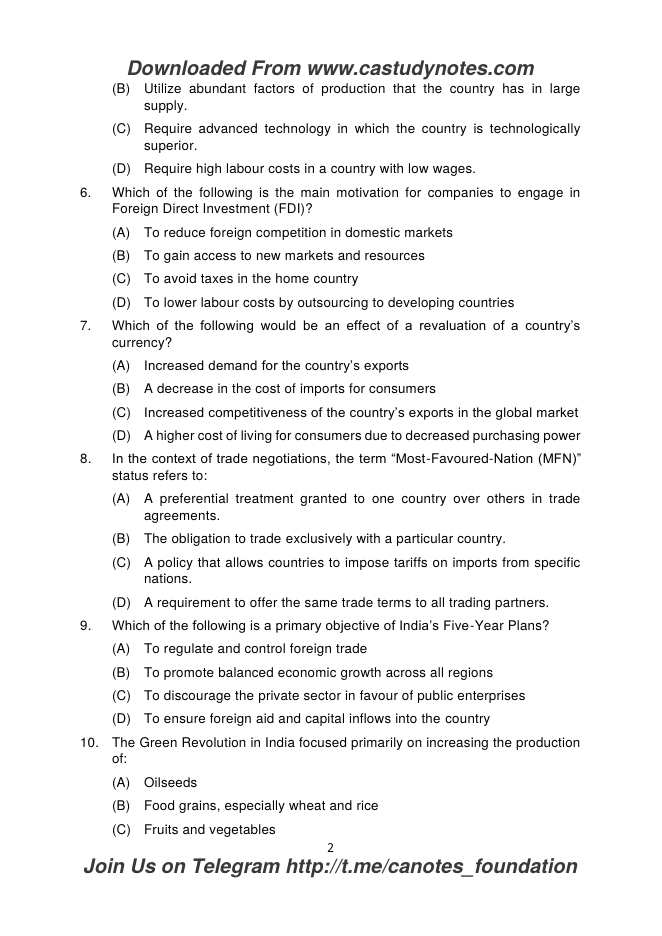 Downloaded From www.castudynotes.com
(B) Utilize abundant factors of production that the country has in large
supply.
(C) Require advanced technology in which the country is technologically
superior.
(D) Require high labour costs in a country with low wages.
6. Which of the following is the main motivation for companies to engage in
Foreign Direct Investment (FDI)?
(A) To reduce foreign competition in domestic markets
(B) To gain access to new markets and resources
(C) To avoid taxes in the home country
(D) To lower labour costs by outsourcing to developing countries
7. Which of the following would be an effect of a revaluation of a country’s
currency?
(A) Increased demand for the country’s exports
(B) A decrease in the cost of imports for consumers
(C) Increased competitiveness of the country’s exports in the global market
(D) A higher cost of living for consumers due to decreased purchasing power
8. In the context of trade negotiations, the term “Most-Favoured-Nation (MFN)”
status refers to:
(A) A preferential treatment granted to one country over others in trade
agreements.
(B) The obligation to trade exclusively with a particular country.
(C) A policy that allows countries to impose tariffs on imports from specific
nations.
(D) A requirement to offer the same trade terms to all trading partners.
9. Which of the following is a primary objective of India’s Five-Year Plans?
(A) To regulate and control foreign trade
(B) To promote balanced economic growth across all regions
(C) To discourage the private sector in favour of public enterprises
(D) To ensure foreign aid and capital inflows into the country
10. The Green Revolution in India focused primarily on increasing the production
of:
(A) Oilseeds
(B) Food grains, especially wheat and rice
(C) Fruits and vegetables
2
Join Us on Telegram http://t.me/canotes_foundation